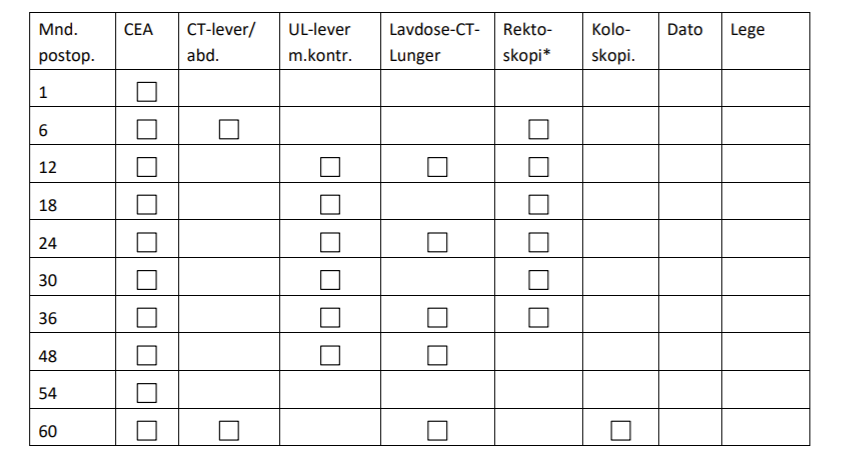 Mnd. postop. CEA CT-lever/ abd. UL-lever m.kontr. Lavdose-CT- Lunger Rekto- skopi* Kolo- skopi. Dato Lege
1 ☐
6 ☐ ☐ ☐
12 ☐ ☐ ☐ ☐
18 ☐ ☐ ☐
24 ☐ ☐ ☐ ☐
30 ☐ ☐ ☐
36 ☐ ☐ ☐ ☐
48 ☐ ☐ ☐
54 ☐
60 ☐ ☐ ☐ ☐